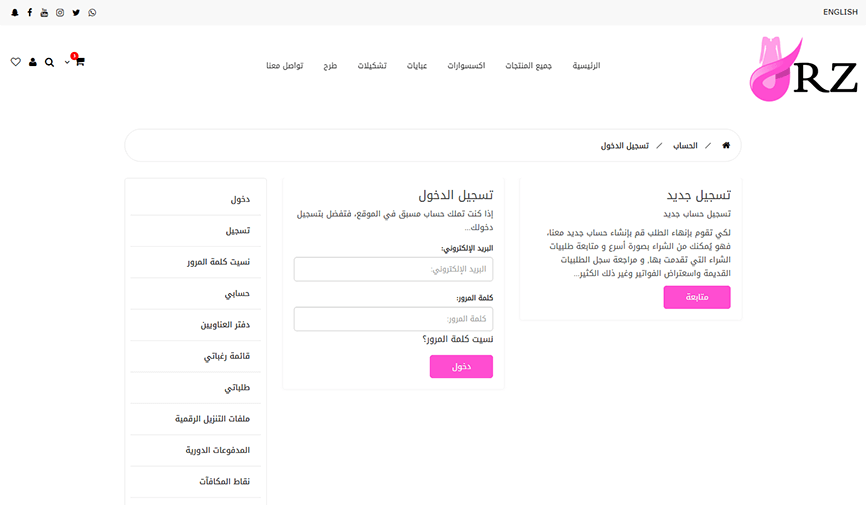 ENGLISH
RZ
الرئيسية
جميع المنتجات
اكسسوارات
عبايات
تشكيلات
طرح
تواصل معنا
1
/ الحساب / تسجيل الدخول
تسجيل جديد
تسجيل حساب جديد
لكي تقوم بإنهاء الطلب قم بإنشاء حساب جديد معنا،
فهو يُمكنك من الشراء بصورة أسرع و متابعة طلبيات
الشراء التي تقدمت بها, و مراجعة سجل الطلبيات
القديمة واستعراض الفواتير وغير ذلك الكثير...
متابعة
تسجيل الدخول
إذا كنت تملك حساب مسبق في الموقع، فتفضل بتسجيل
دخولك...
البريد الإلكتروني:
البريد الإلكتروني:
كلمة المرور:
كلمة المرور:
نسيت كلمة المرور؟
دخول
دخول
تسجيل
نسيت كلمة المرور
حسابي
دفتر العناويين
قائمة رغباتي
طلباتي
ملفات التنزيل الرقمية
المدفوعات الدورية
نقاط المكافآت